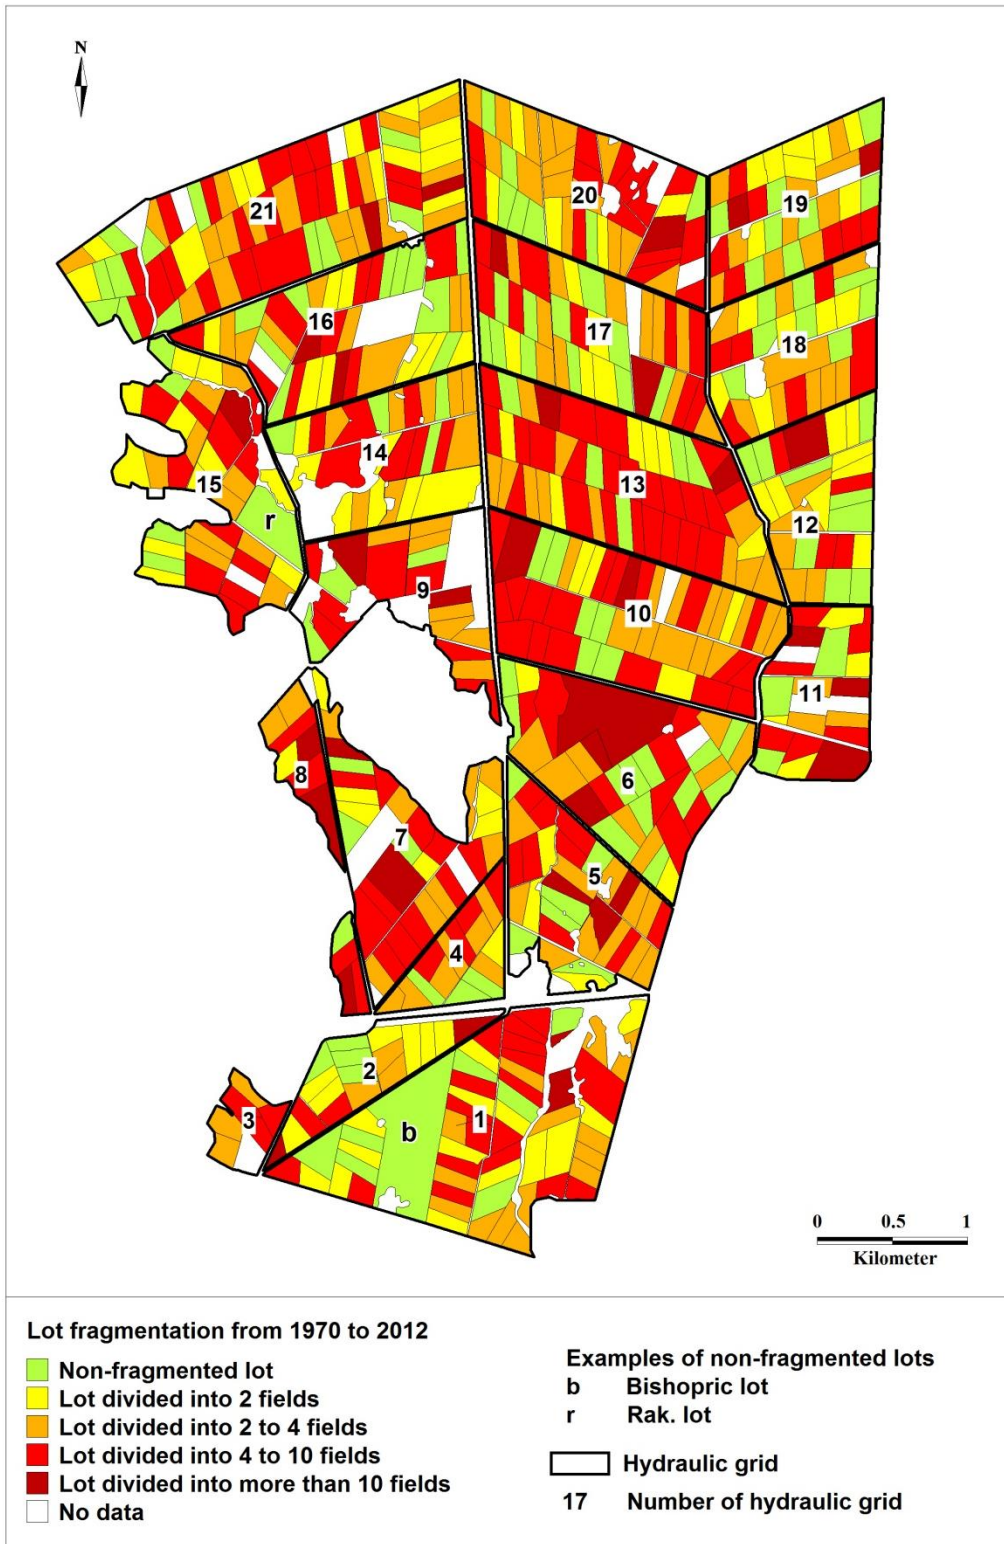 N
20
19
21
16
17
18
14
13
15
r
12
9
10
11
8
6
7
5
4
2
3
1
b
0 0.5 1
Kilometer
Lot fragmentation from 1970 to 2012
Non-fragmented lot
Lot divided into 2 fields
Lot divided into 2 to 4 fields
Lot divided into 4 to 10 fields
Lot divided into more than 10 fields
No data
Examples of non-fragmented lots
b Bishopric lot
r Rak. lot
Hydraulic grid
17 Number of hydraulic grid